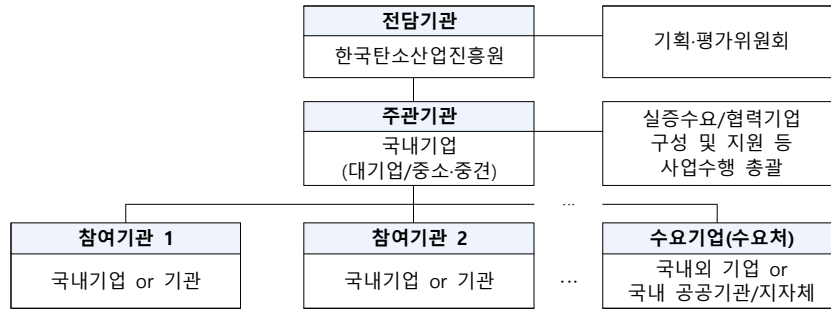 전담기관
한국탄소산업진흥원
기획·평가위원회
주관기관
국내기업
(대기업/중소·중견)
실증수요/협력기업
구성 및 지원 등
사업수행 총괄
...
참여기관 1
국내기업 or 기관
참여기관 2
국내기업 or 기관
...
수요기업(수요처)
국내외 기업 or
국내 공공기관/지자체